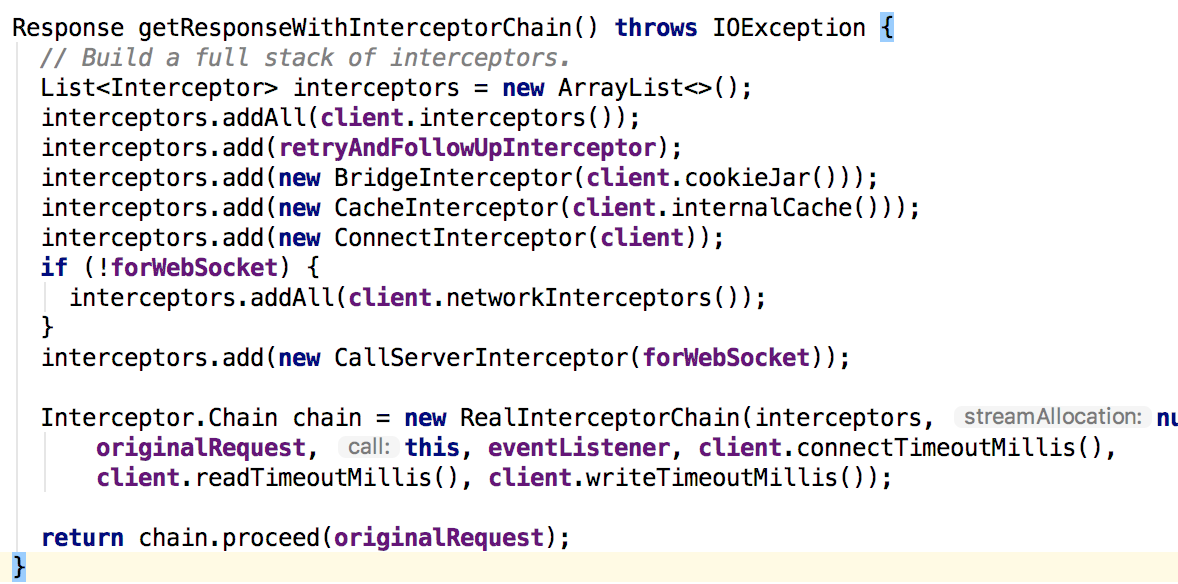 Response getResponseWithInterceptorChain() throws IOException {
// Build a full stack of interceptors.
List<Interceptor> interceptors = new ArrayList<>();
interceptors.addAll(client.interceptors());
interceptors.add(retryAndFollowUpInterceptor);
interceptors.add(new BridgeInterceptor(client.cookieJar()));
interceptors.add(new CacheInterceptor(client.internalCache()));
interceptors.add(new ConnectInterceptor(client));
if (!forWebSocket) {
interceptors.addAll(client.networkInterceptors());
}
interceptors.add(new CallServerInterceptor(forWebSocket));
Interceptor.Chain chain = new RealInterceptorChain(interceptors, streamAllocation:
originalRequest, call: this, eventListener, client.connectTimeoutMillis(),
client.readTimeoutMillis(), client.writeTimeoutMillis());
return chain.proceed(originalRequest);
}